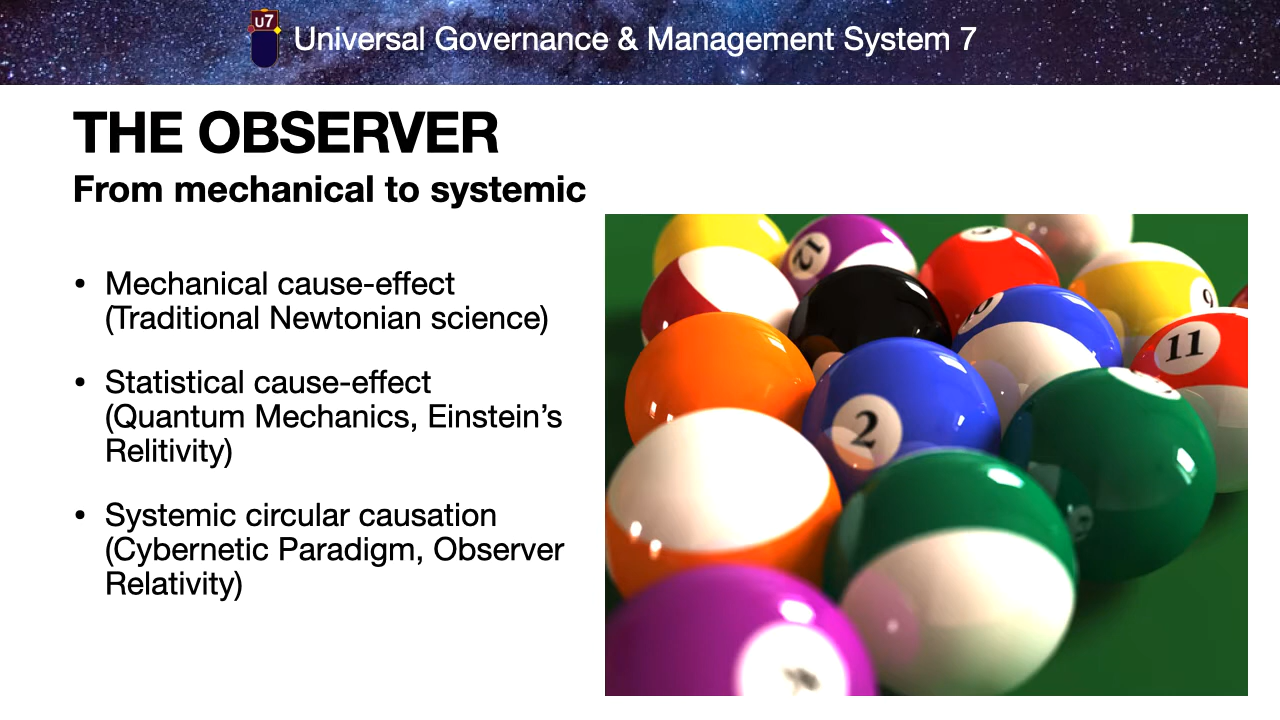 U7
Universal Governance & Management System 7
THE OBSERVER
From mechanical to systemic
• Mechanical cause-effect
(Traditional Newtonian science)
• Statistical cause-effect
(Quantum Mechanics, Einstein’s
Relitivity)
• Systemic circular causation
(Cybernetic Paradigm, Observer
Relativity)
12
9
10
11
2